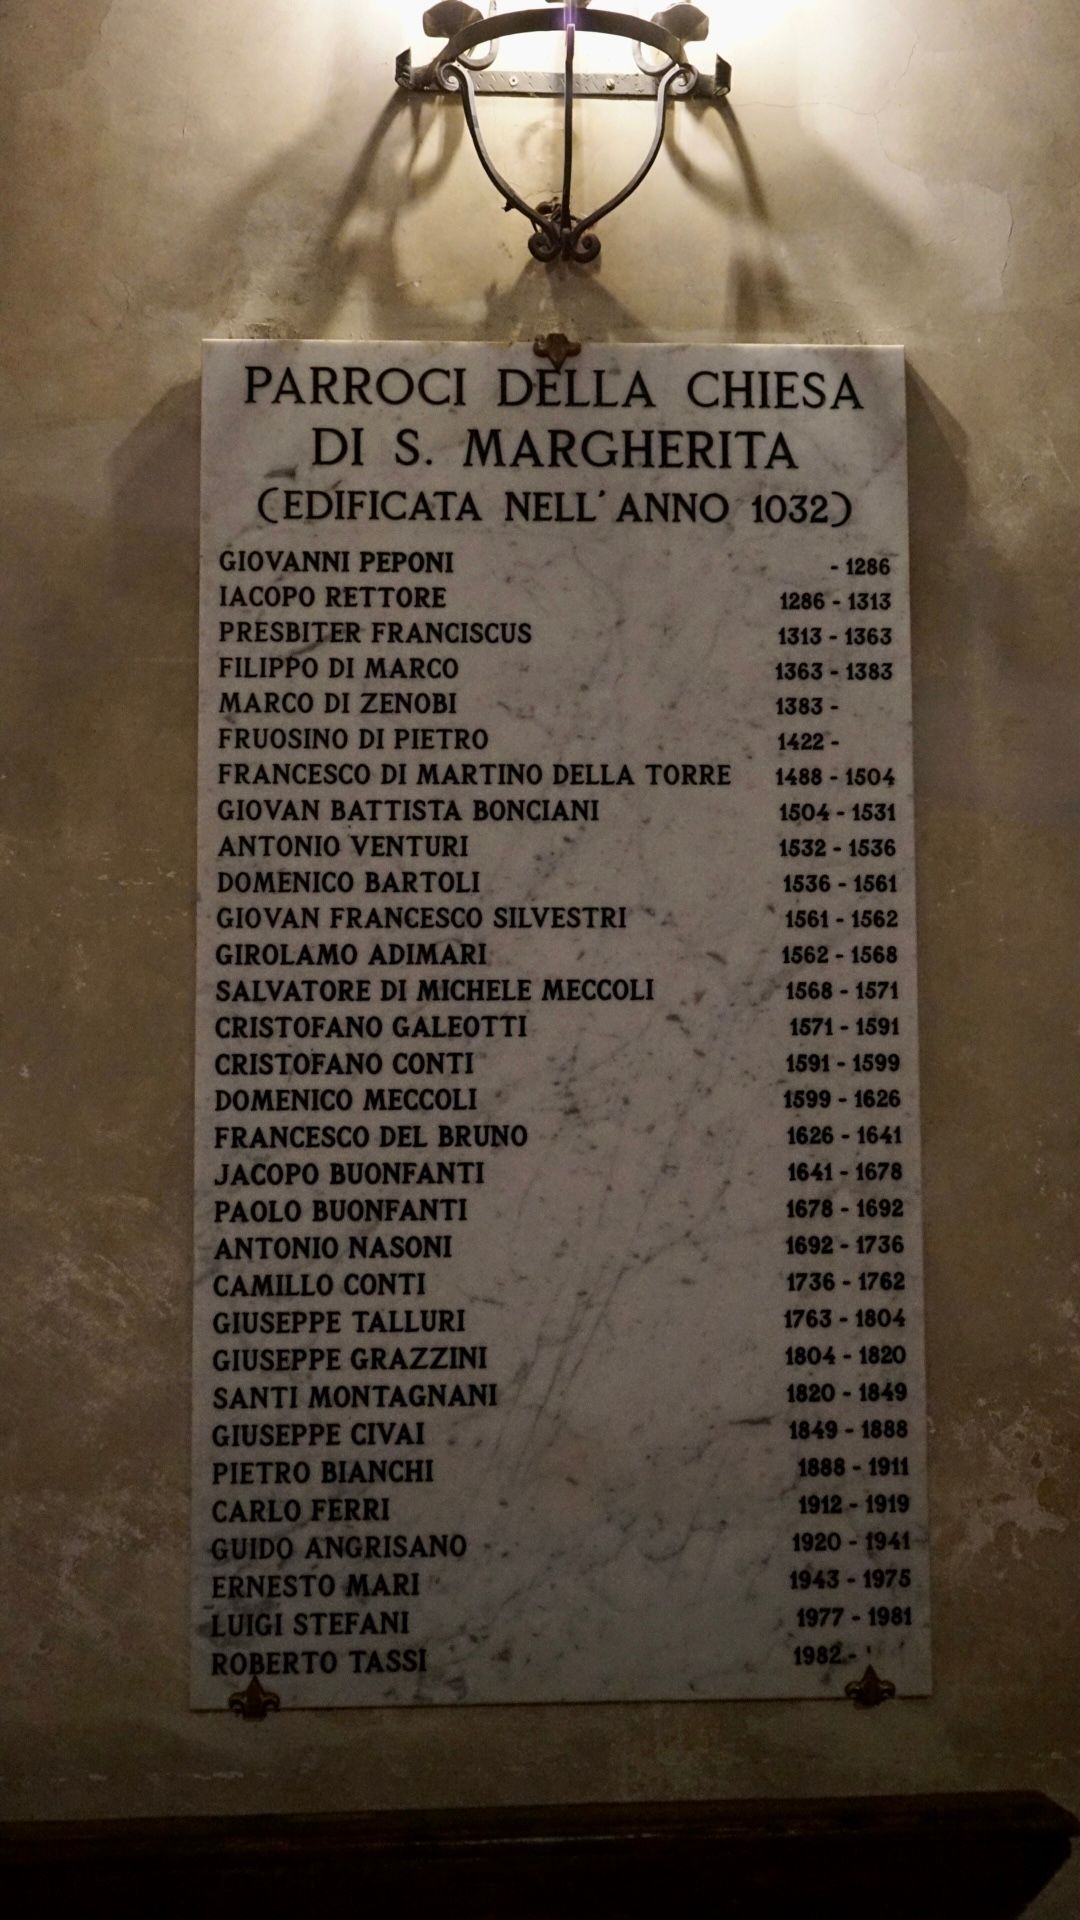 PARROCI DELLA CHIESA
DI S. MARGHERITA
(EDIFICATA NELL'ANNO 1032)
GIOVANNI PEPONI - 1286
IACOPO RETTORE 1286 - 1313
PRESBITER FRANCISCUS 1313 - 1363
FILIPPO DI MARCO 1363 - 1383
MARCO DI ZENOBI 1383 -
FRUOSINO DI PIETRO 1422 -
FRANCESCO DI MARTINO DELLA TORRE 1488 - 1504
GIOVAN BATTISTA BONCIANI 1504 - 1531
ANTONIO VENTURI 1532 - 1536
DOMENICO BARTOLI 1536 - 1561
GIOVAN FRANCESCO SILVESTRI 1561 - 1562
GIROLAMO ADIMARI 1562 - 1568
SALVATORE DI MICHELE MECCOLI 1568 - 1571
CRISTOFANO GALEOTTI 1571 - 1591
CRISTOFANO CONTI 1591 - 1599
DOMENICO MECCOLI 1599 - 1626
FRANCESCO DEL BRUNO 1626 - 1641
JACOPO BUONFANTI 1641 - 1678
PAOLO BUONFANTI 1678 - 1692
ANTONIO NASONI 1692 - 1736
CAMILLO CONTI 1736 - 1762
GIUSEPPE TALLURI 1763 - 1804
GIUSEPPE GRAZZINI 1804 - 1820
SANTI MONTAGNANI 1820 - 1849
GIUSEPPE CIVAI 1849 - 1888
PIETRO BIANCHI 1888 - 1911
CARLO FERRI 1912 - 1919
GUIDO ANGRISANO 1920 - 1941
ERNESTO MARI 1943 - 1975
LUIGI STEFANI 1977 - 1981
ROBERTO TASSI 1982 -